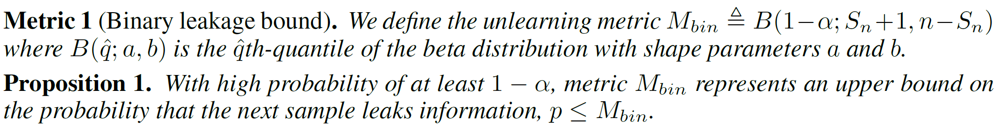 Metric 1 (Binary leakage bound). We define the unlearning metric $M_{bin} \triangleq B(1-\alpha; S_n+1, n-S_n)$
where $B(\hat{q}; a, b)$ is the $\hat{q}$th-quantile of the beta distribution with shape parameters $a$ and $b$.
Proposition 1. With high probability of at least $1-\alpha$, metric $M_{bin}$ represents an upper bound on
the probability that the next sample leaks information, $p \leq M_{bin}$.